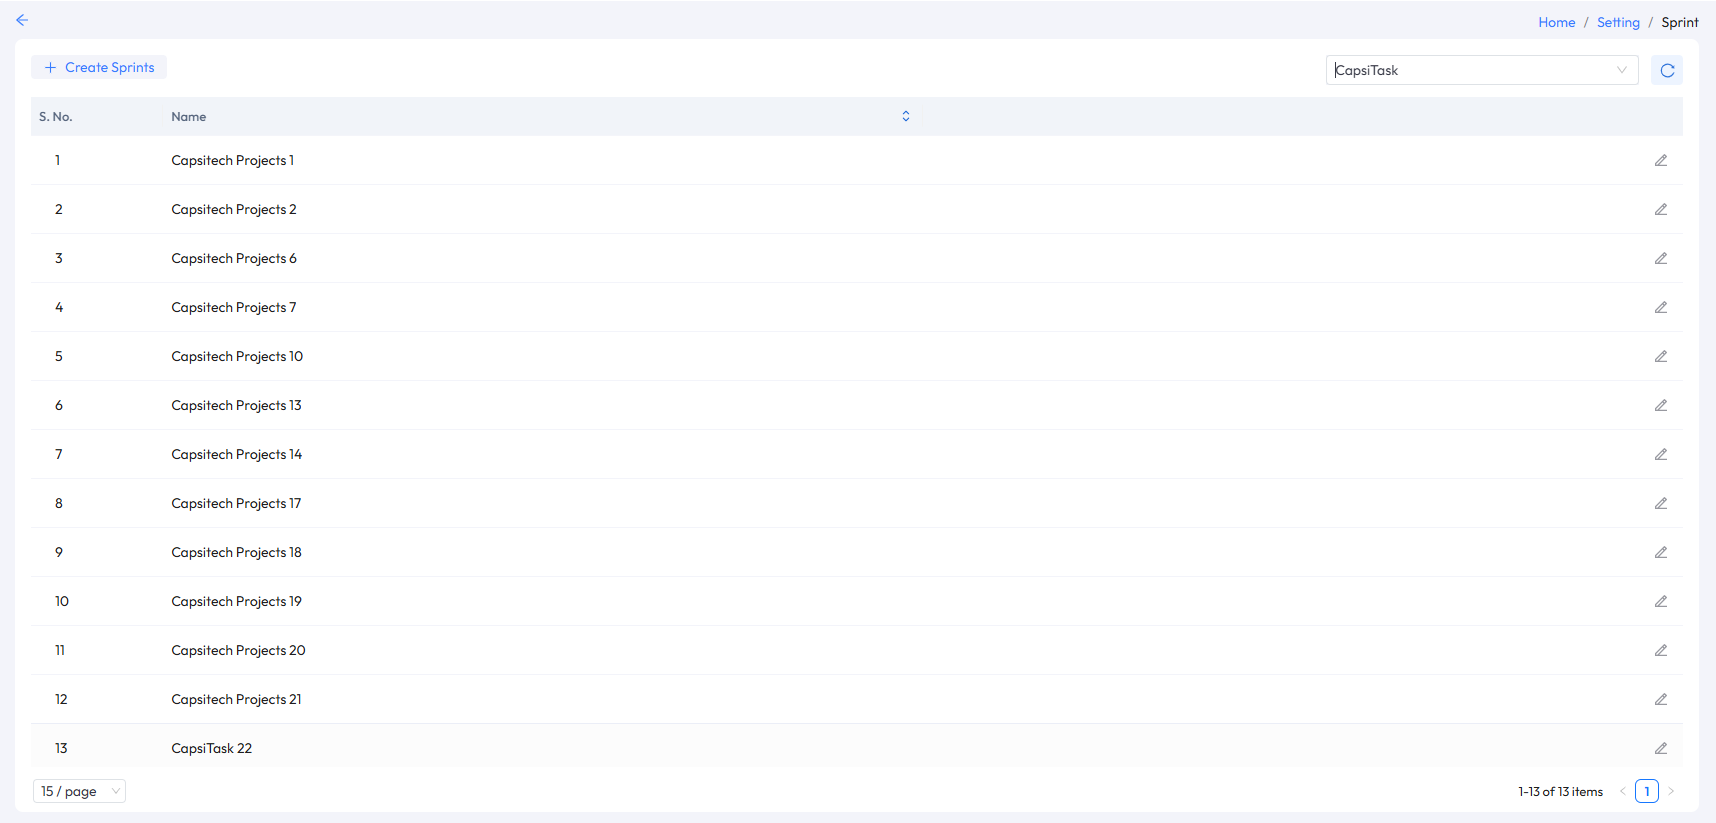 Home / Setting / Sprint
Create Sprints
CapsiTask
S. No. Name
1 Capsitech Projects 1
2 Capsitech Projects 2
3 Capsitech Projects 6
4 Capsitech Projects 7
5 Capsitech Projects 10
6 Capsitech Projects 13
7 Capsitech Projects 14
8 Capsitech Projects 17
9 Capsitech Projects 18
10 Capsitech Projects 19
11 Capsitech Projects 20
12 Capsitech Projects 21
13 CapsiTask 22
15 / page 1-13 of 13 items 1